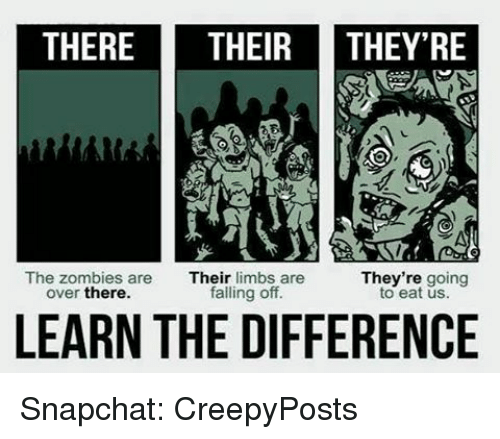 THERE
THEIR
THEY'RE
The zombies are
over there.
Their limbs are
falling off.
They're going
to eat us.
LEARN THE DIFFERENCE
Snapchat: CreepyPosts